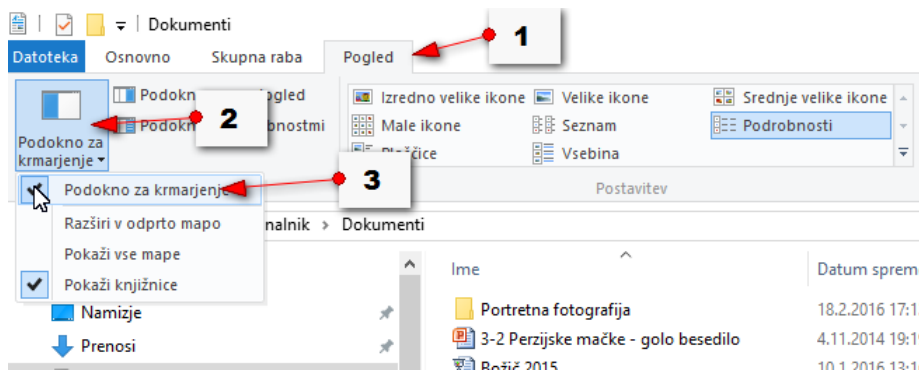 Dokumenti
Datoteka Osnovno Skupna raba Pogled
1
Podokno za krmarjenje
2
Izredno velike ikone Velike ikone Srednje velike ikone
Male ikone Seznam Podrobnosti
Vsebina
Postavitev
3
Podokno za krmarjenje
Razširi v odprto mapo
Pokaži vse mape
Pokaži knjižnice
Dokumenti
Ime
Namizje
Prenosi
Portretna fotografija 18.2.2016
3-2 Perzijske mačke - golo besedilo 4.11.2014
Božič 2015 10.1.2016